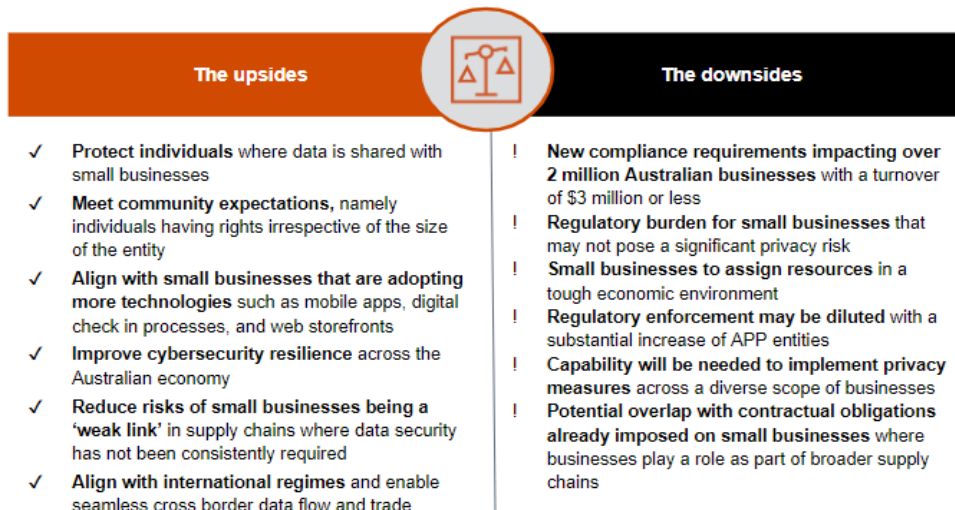 The upsides
✓ Protect individuals where data is shared with
small businesses
✓ Meet community expectations, namely
individuals having rights irrespective of the size
of the entity
✓ Align with small businesses that are adopting
more technologies such as mobile apps, digital
check in processes, and web storefronts
✓ Improve cybersecurity resilience across the
Australian economy
✓ Reduce risks of small businesses being a
‘weak link’ in supply chains where data security
has not been consistently required
✓ Align with international regimes and enable
seamless cross border data flow and trade
The downsides
! New compliance requirements impacting over
2 million Australian businesses with a turnover
of $3 million or less
! Regulatory burden for small businesses that
may not pose a significant privacy risk
! Small businesses to assign resources in a
tough economic environment
! Regulatory enforcement may be diluted with a
substantial increase of APP entities
! Capability will be needed to implement privacy
measures across a diverse scope of businesses
! Potential overlap with contractual obligations
already imposed on small businesses where
businesses play a role as part of broader supply
chains